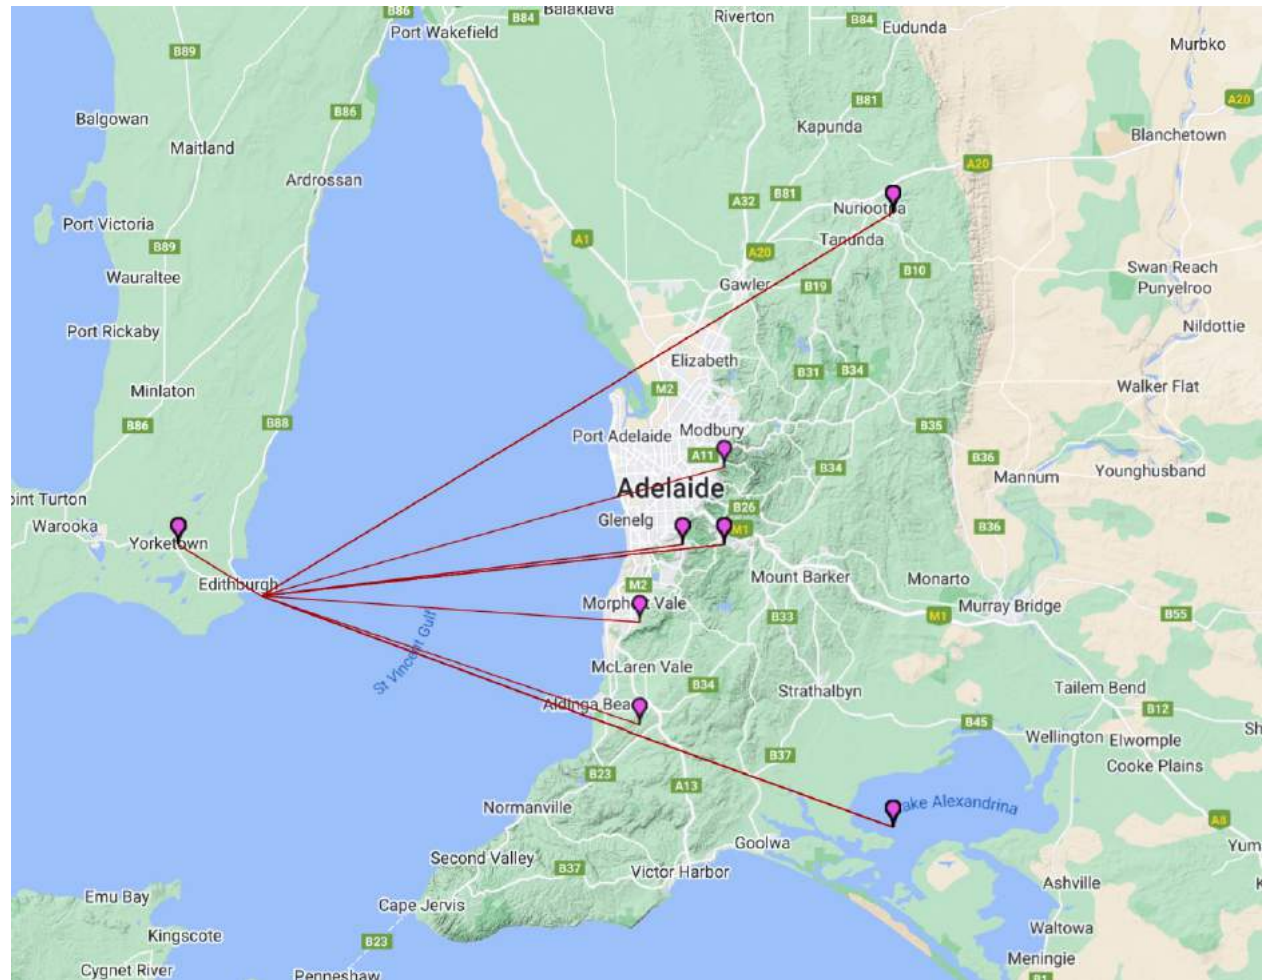 B86
B84
Balaklava
Riverton
B84
Eudunda
Port Wakefield
Murbko
B89
A20
B81
B86
Balgowan
Kapunda
Blanchetown
Maitland
A20
Ardrossan
B81
A32
Nuriootpa
Port Victoria
A1
Tanunda
B89
A20
B10
Swan Reach
Wauraltee
Gawler
B19
Punyelroo
Port Rickaby
Nildottie
Elizabeth
B31
B34
Minlaton
M2
Walker Flat
B86
B88
Port Adelaide
Modbury
B35
A11
B34
B36
Younghusband
Mannum
Adelaide
oint Turton
B26
Warooka
Glenelg
M1
B36
Yorketown
Edithburgh
M2
Mount Barker
Monarto
Morphett Vale
Murray Bridge
B33
M1
B55
St Vincent Gulf
McLaren Vale
B34
Strathalbyn
Tailem Bend
Aldinga Bea
B45
B12
Wellington
Elwomple
Sh
B37
B23
Cooke Plains
A13
Normanville
ake Alexandrina
A8
Goolwa
Yum
Second Valley
B37
Victor Harbor
Ashville
K
Emu Bay
Cape Jervis
Waltowa
Kingscote
B23
Meningie
Cygnet River
Penneshaw
B1